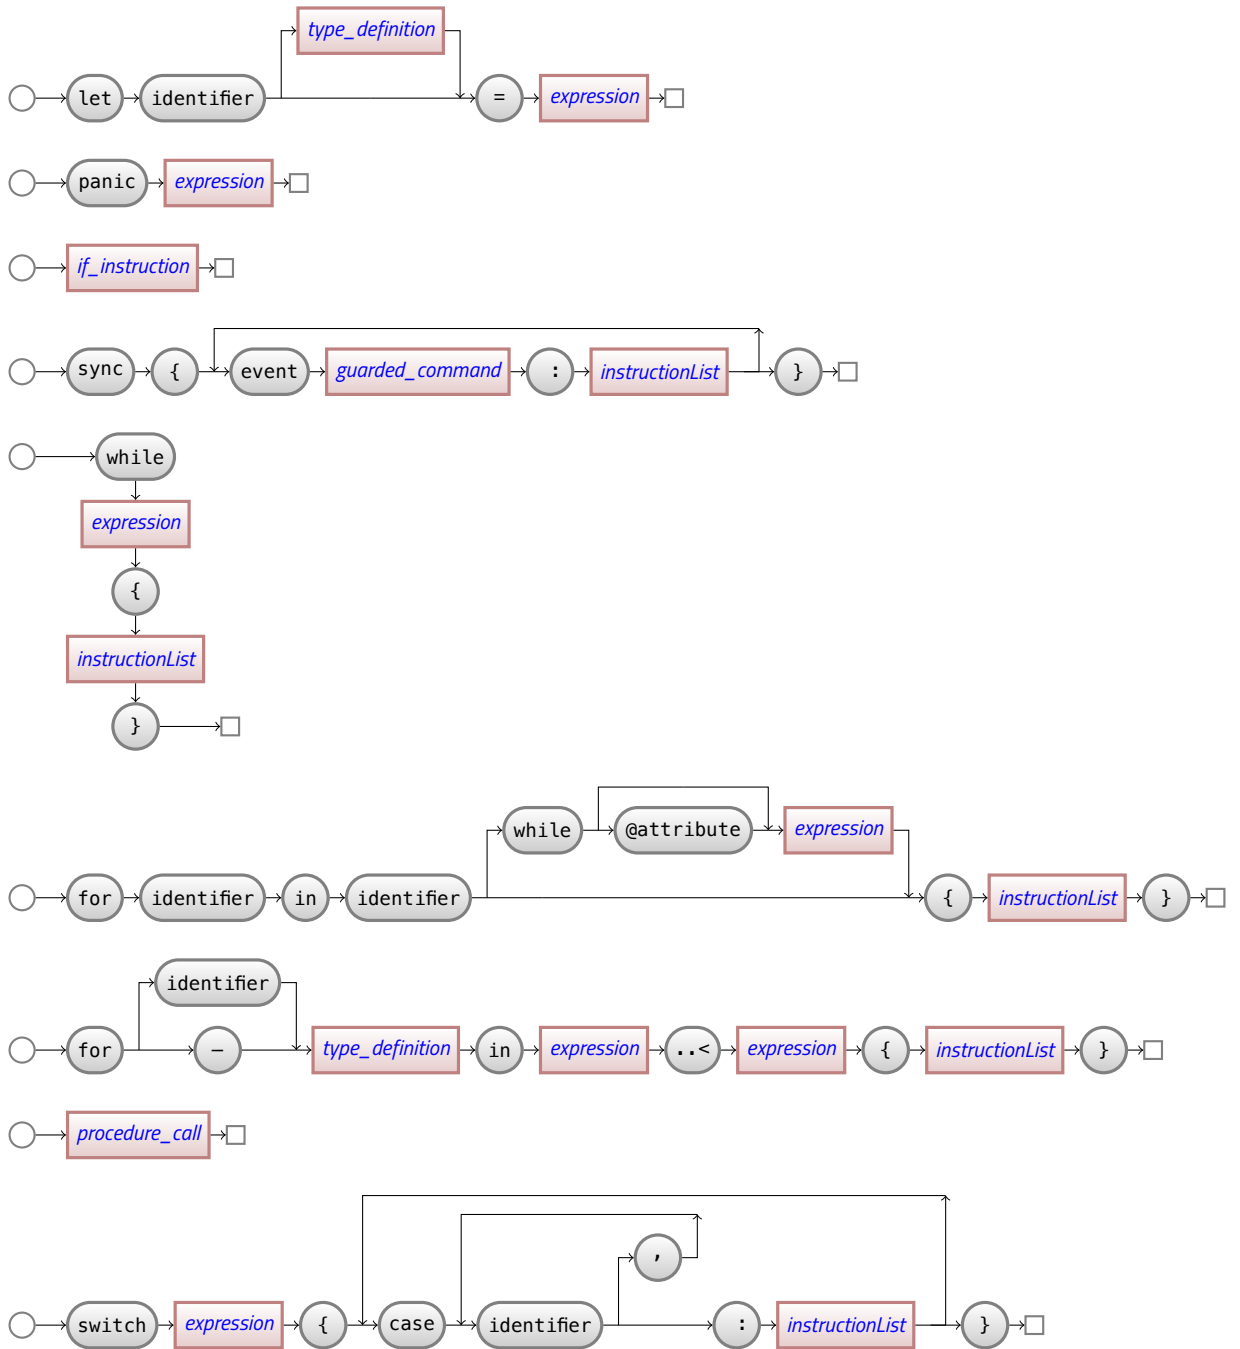 type_definition
let identifier = expression
panic expression
if_instruction
sync { event guarded_command : instructionList }
while
expression
{
instructionList
}
while @attribute expression
for identifier in identifier { instructionList }
identifier
for - type_definition in expression ..< expression { instructionList }
procedure_call
,
switch expression { case identifier : instructionList }